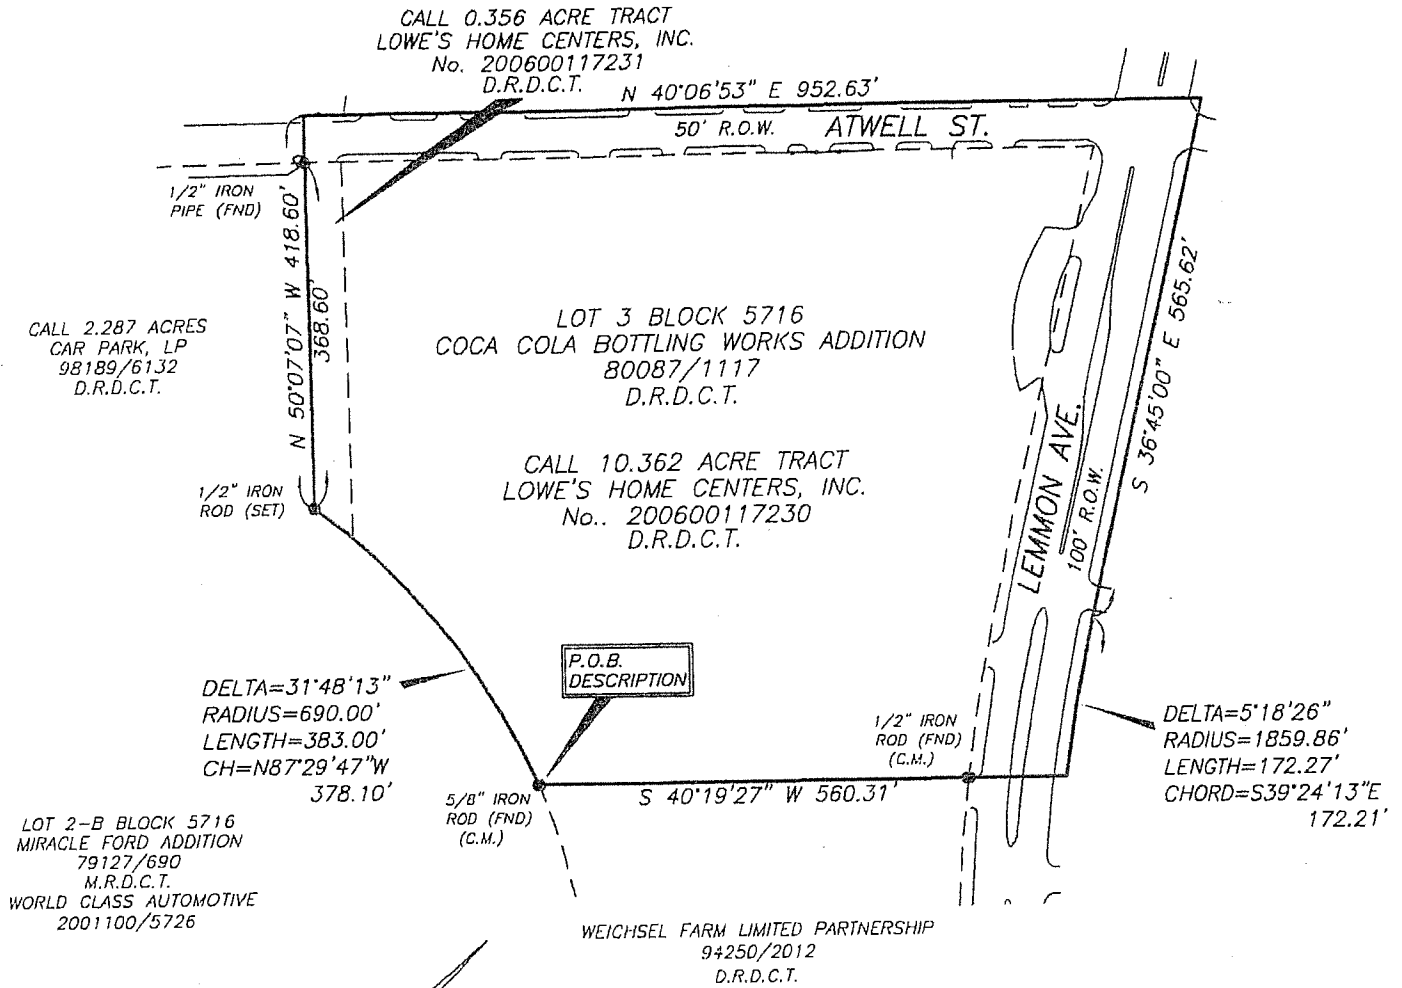 CALL 0.356 ACRE TRACT
LOWE'S HOME CENTERS, INC.
No. 200600117231
D.R.D.C.T.
N 40°06'53" E 952.63'
50' R.O.W.
ATWELL ST.
1/2" IRON
PIPE (FND)
N 50°07'07" W 418.60'
368.60'
CALL 2.287 ACRES
CAR PARK, LP
98189/6132
D.R.D.C.T.
LOT 3 BLOCK 5716
COCA COLA BOTTLING WORKS ADDITION
80087/1117
D.R.D.C.T.
S 36°45'00" E 565.62'
LEMMON AVE.
100' R.O.W.
CALL 10.362 ACRE TRACT
LOWE'S HOME CENTERS, INC.
No.. 200600117230
D.R.D.C.T.
1/2" IRON
ROD (SET)
P.O.B.
DESCRIPTION
DELTA=31°48'13"
RADIUS=690.00'
LENGTH=383.00'
CH=N87°29'47"W
378.10'
1/2" IRON
ROD (FND)
(C.M.)
DELTA=5°18'26"
RADIUS=1859.86'
LENGTH=172.27'
CHORD=S39°24'13"E
172.21'
5/8" IRON
ROD (FND)
(C.M.)
S 40°19'27" W 560.31'
LOT 2-B BLOCK 5716
MIRACLE FORD ADDITION
79127/690
M.R.D.C.T.
WORLD CLASS AUTOMOTIVE
2001100/5726
WEICHSEL FARM LIMITED PARTNERSHIP
94250/2012
D.R.D.C.T.